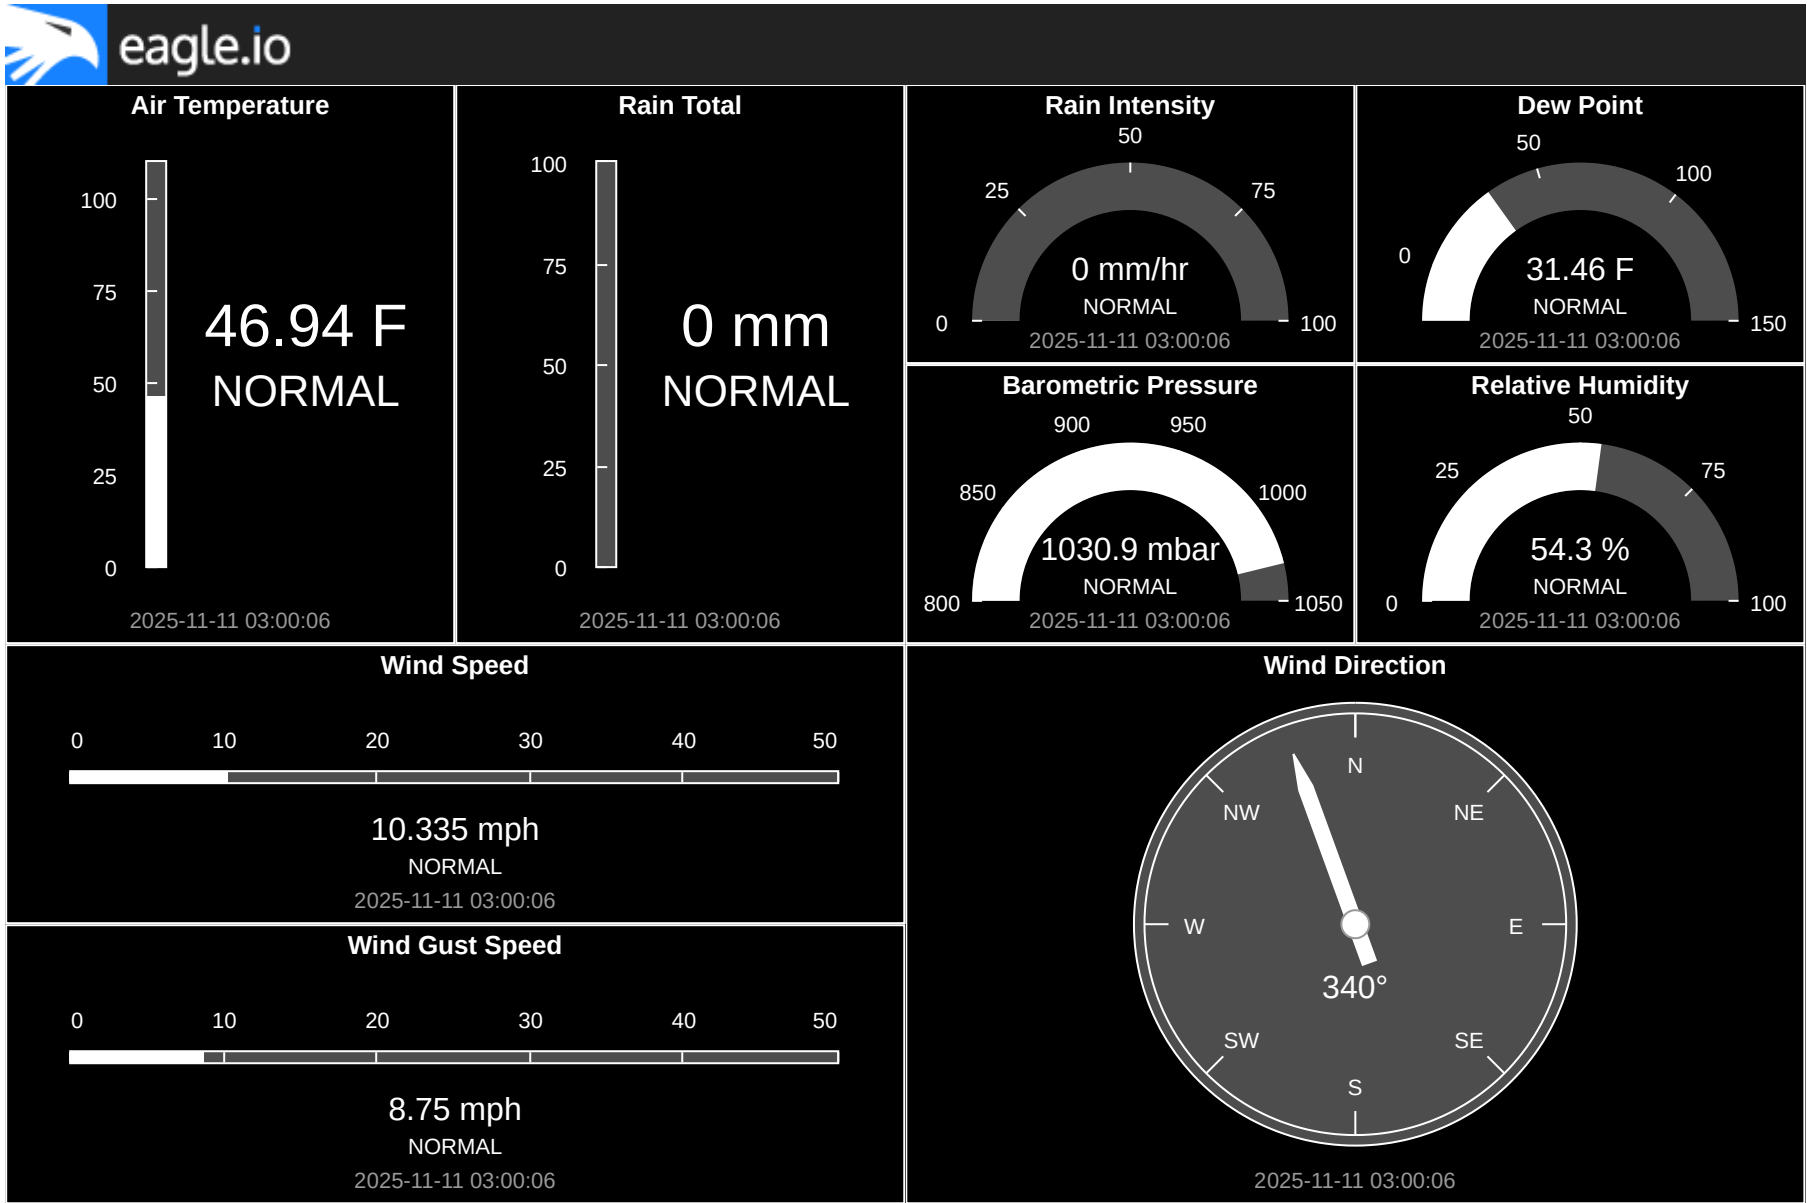 eagle.io
Air Temperature
100
75
50
25
0
46.94 F
NORMAL
2025-11-11 03:00:06
Rain Total
100
75
50
25
0
0 mm
NORMAL
2025-11-11 03:00:06
Rain Intensity
0
25
50
75
100
0 mm/hr
NORMAL
2025-11-11 03:00:06
Dew Point
0
50
100
150
31.46 F
NORMAL
2025-11-11 03:00:06
Barometric Pressure
800
850
900
950
1000
1050
1030.9 mbar
NORMAL
2025-11-11 03:00:06
Relative Humidity
0
25
50
75
100
54.3 %
NORMAL
2025-11-11 03:00:06
Wind Speed
0 10 20 30 40 50
10.335 mph
NORMAL
2025-11-11 03:00:06
Wind Gust Speed
0 10 20 30 40 50
8.75 mph
NORMAL
2025-11-11 03:00:06
Wind Direction
N
NW NE
W E
340°
SW SE
S
2025-11-11 03:00:06